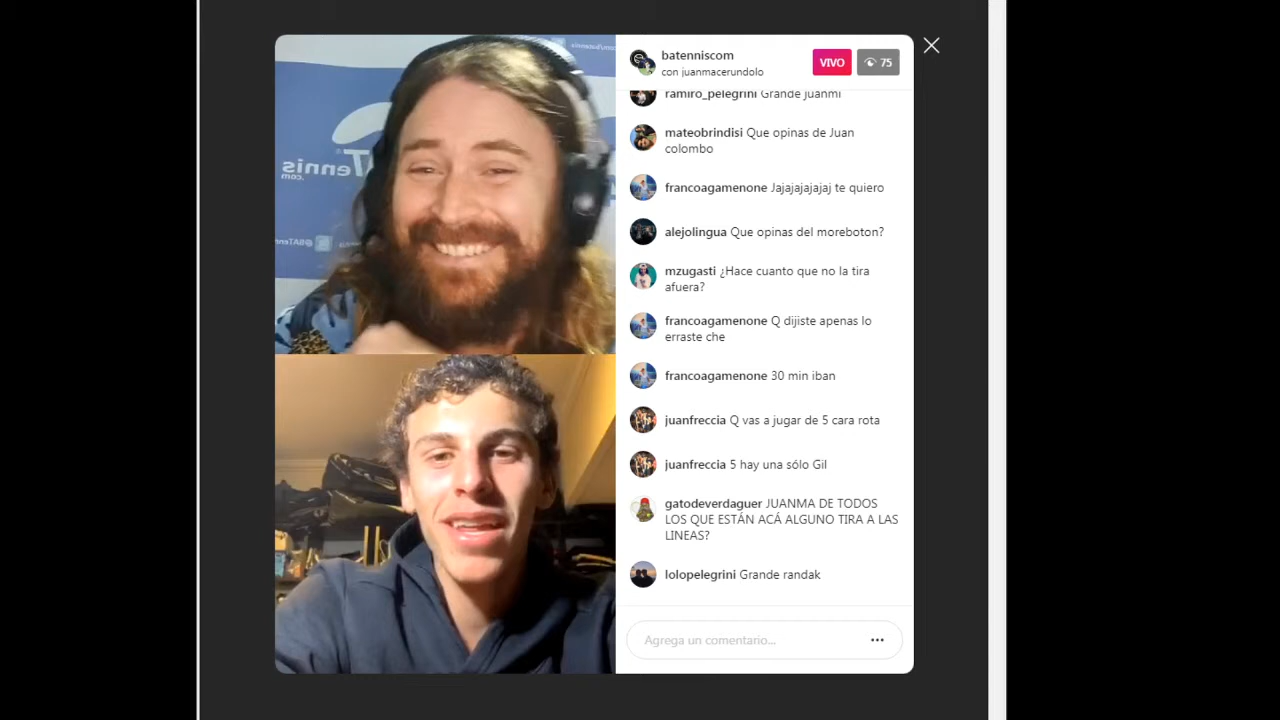 batenniscom
con juanmacerundolo
VIVO
75
ramiro_pelegrini Grande juanmi
mateobrindisi Que opinas de Juan
colombo
francoagamenone Jajajajajajaj te quiero
alejolingua Que opinas del moreboton?
mzugasti ¿Hace cuanto que no la tira
afuera?
francoagamenone Q dijiste apenas lo
erraste che
francoagamenone 30 min iban
juanfreccia Q vas a jugar de 5 cara rota
juanfreccia 5 hay una sólo Gil
gatodeverdaguer JUANMA DE TODOS
LOS QUE ESTÁN ACÁ ALGUNO TIRA A LAS
LINEAS?
lolopelegrini Grande randak
Agrega un comentario...
BATennis
.com